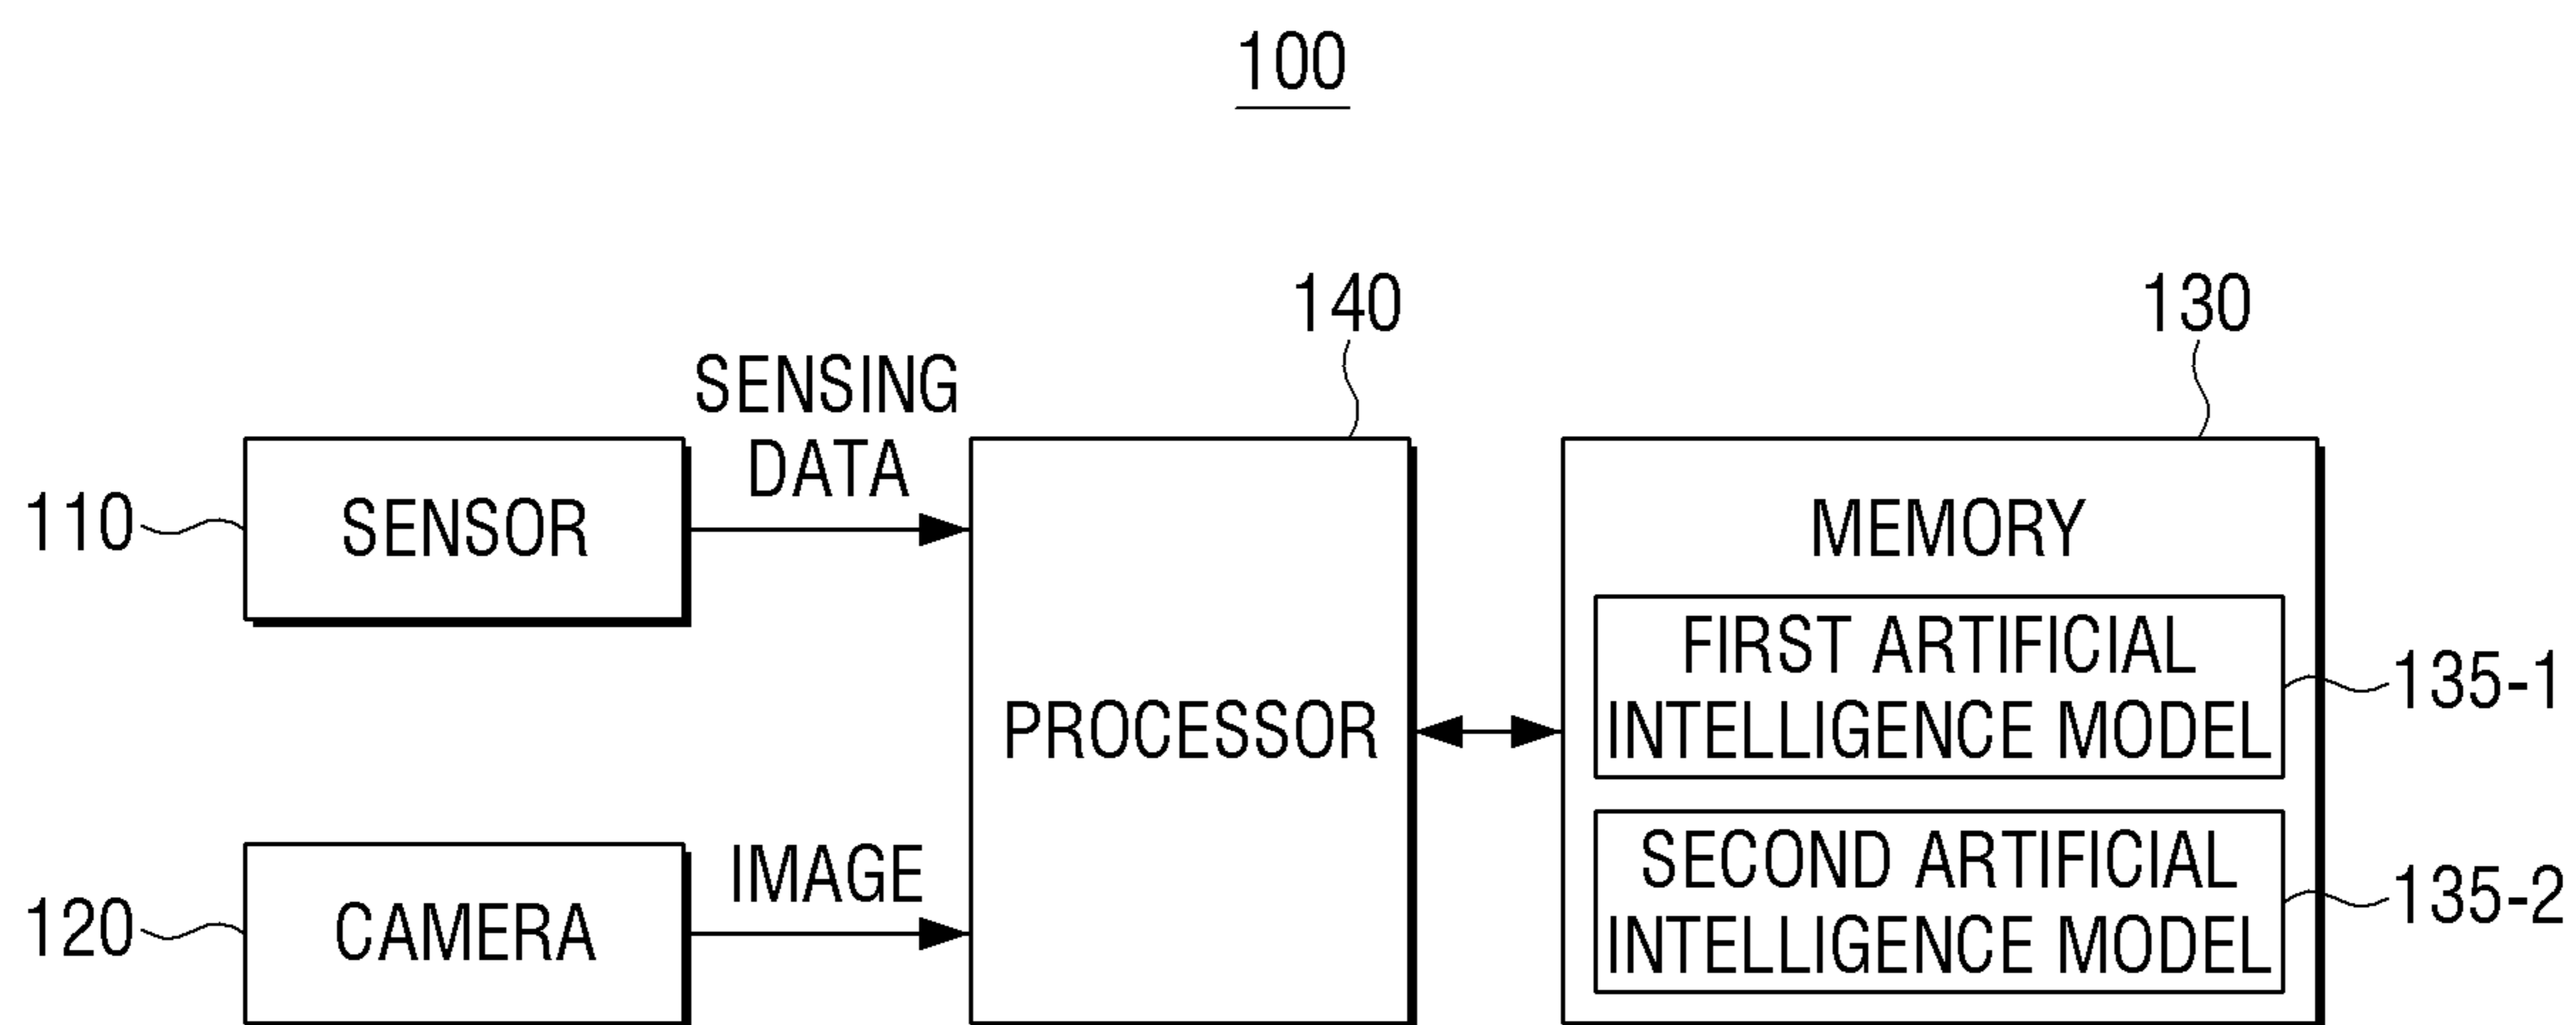 100
140
130
SENSING
DATA
110
SENSOR
MEMORY
FIRST ARTIFICIAL
INTELLIGENCE MODEL
135-1
PROCESSOR
IMAGE
SECOND ARTIFICIAL
INTELLIGENCE MODEL
135-2
120
CAMERA